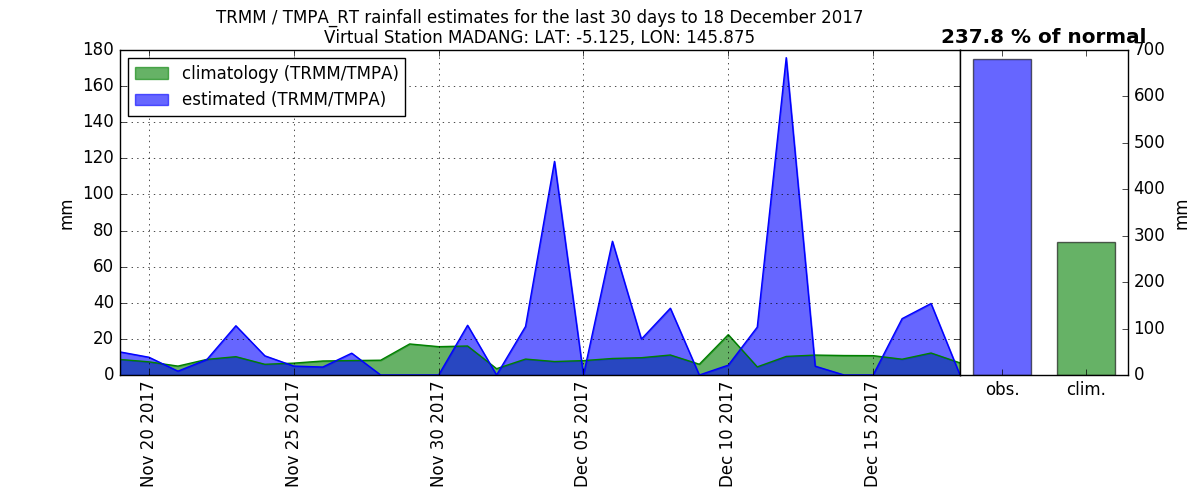 TRMM / TMPA_RT rainfall estimates for the last 30 days to 18 December 2017
Virtual Station MADANG: LAT: -5.125, LON: 145.875
237.8 % of normal
climatology (TRMM/TMPA)
estimated (TRMM/TMPA)
mm
180
160
140
120
100
80
60
40
20
0
Nov 20 2017
Nov 25 2017
Nov 30 2017
Dec 05 2017
Dec 10 2017
Dec 15 2017
obs.
clim.
700
600
500
400
300
200
100
0
mm